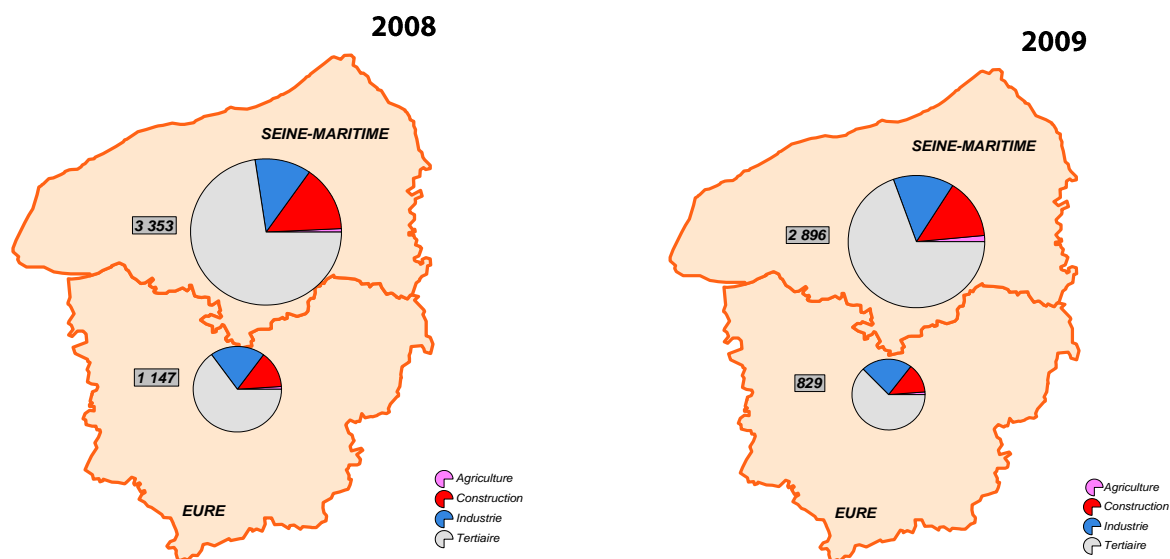 2008
SEINE-MARITIME
3 353
1 147
EURE
Agriculture
Construction
Industrie
Tertiaire
2009
SEINE-MARITIME
2 896
829
EURE
Agriculture
Construction
Industrie
Tertiaire